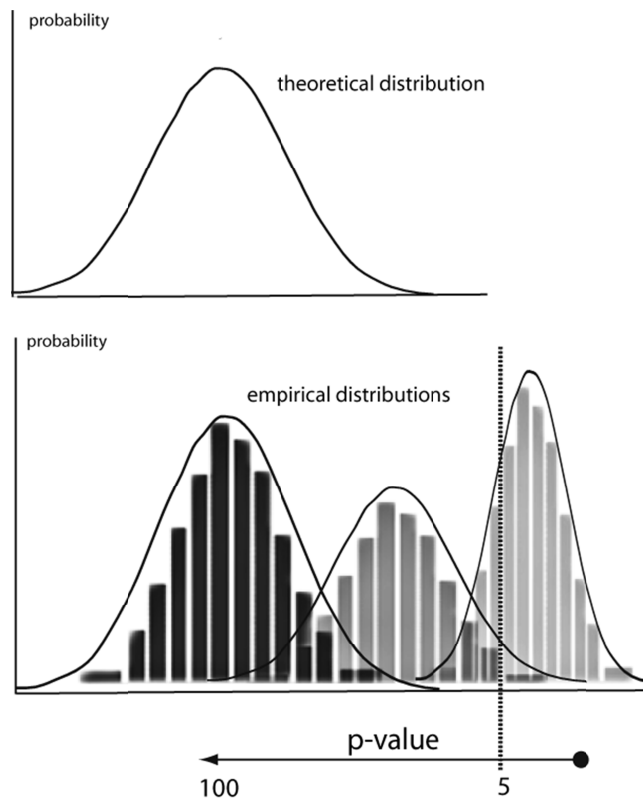 probability
theoretical distribution
probability
empirical distributions
p-value
100
5